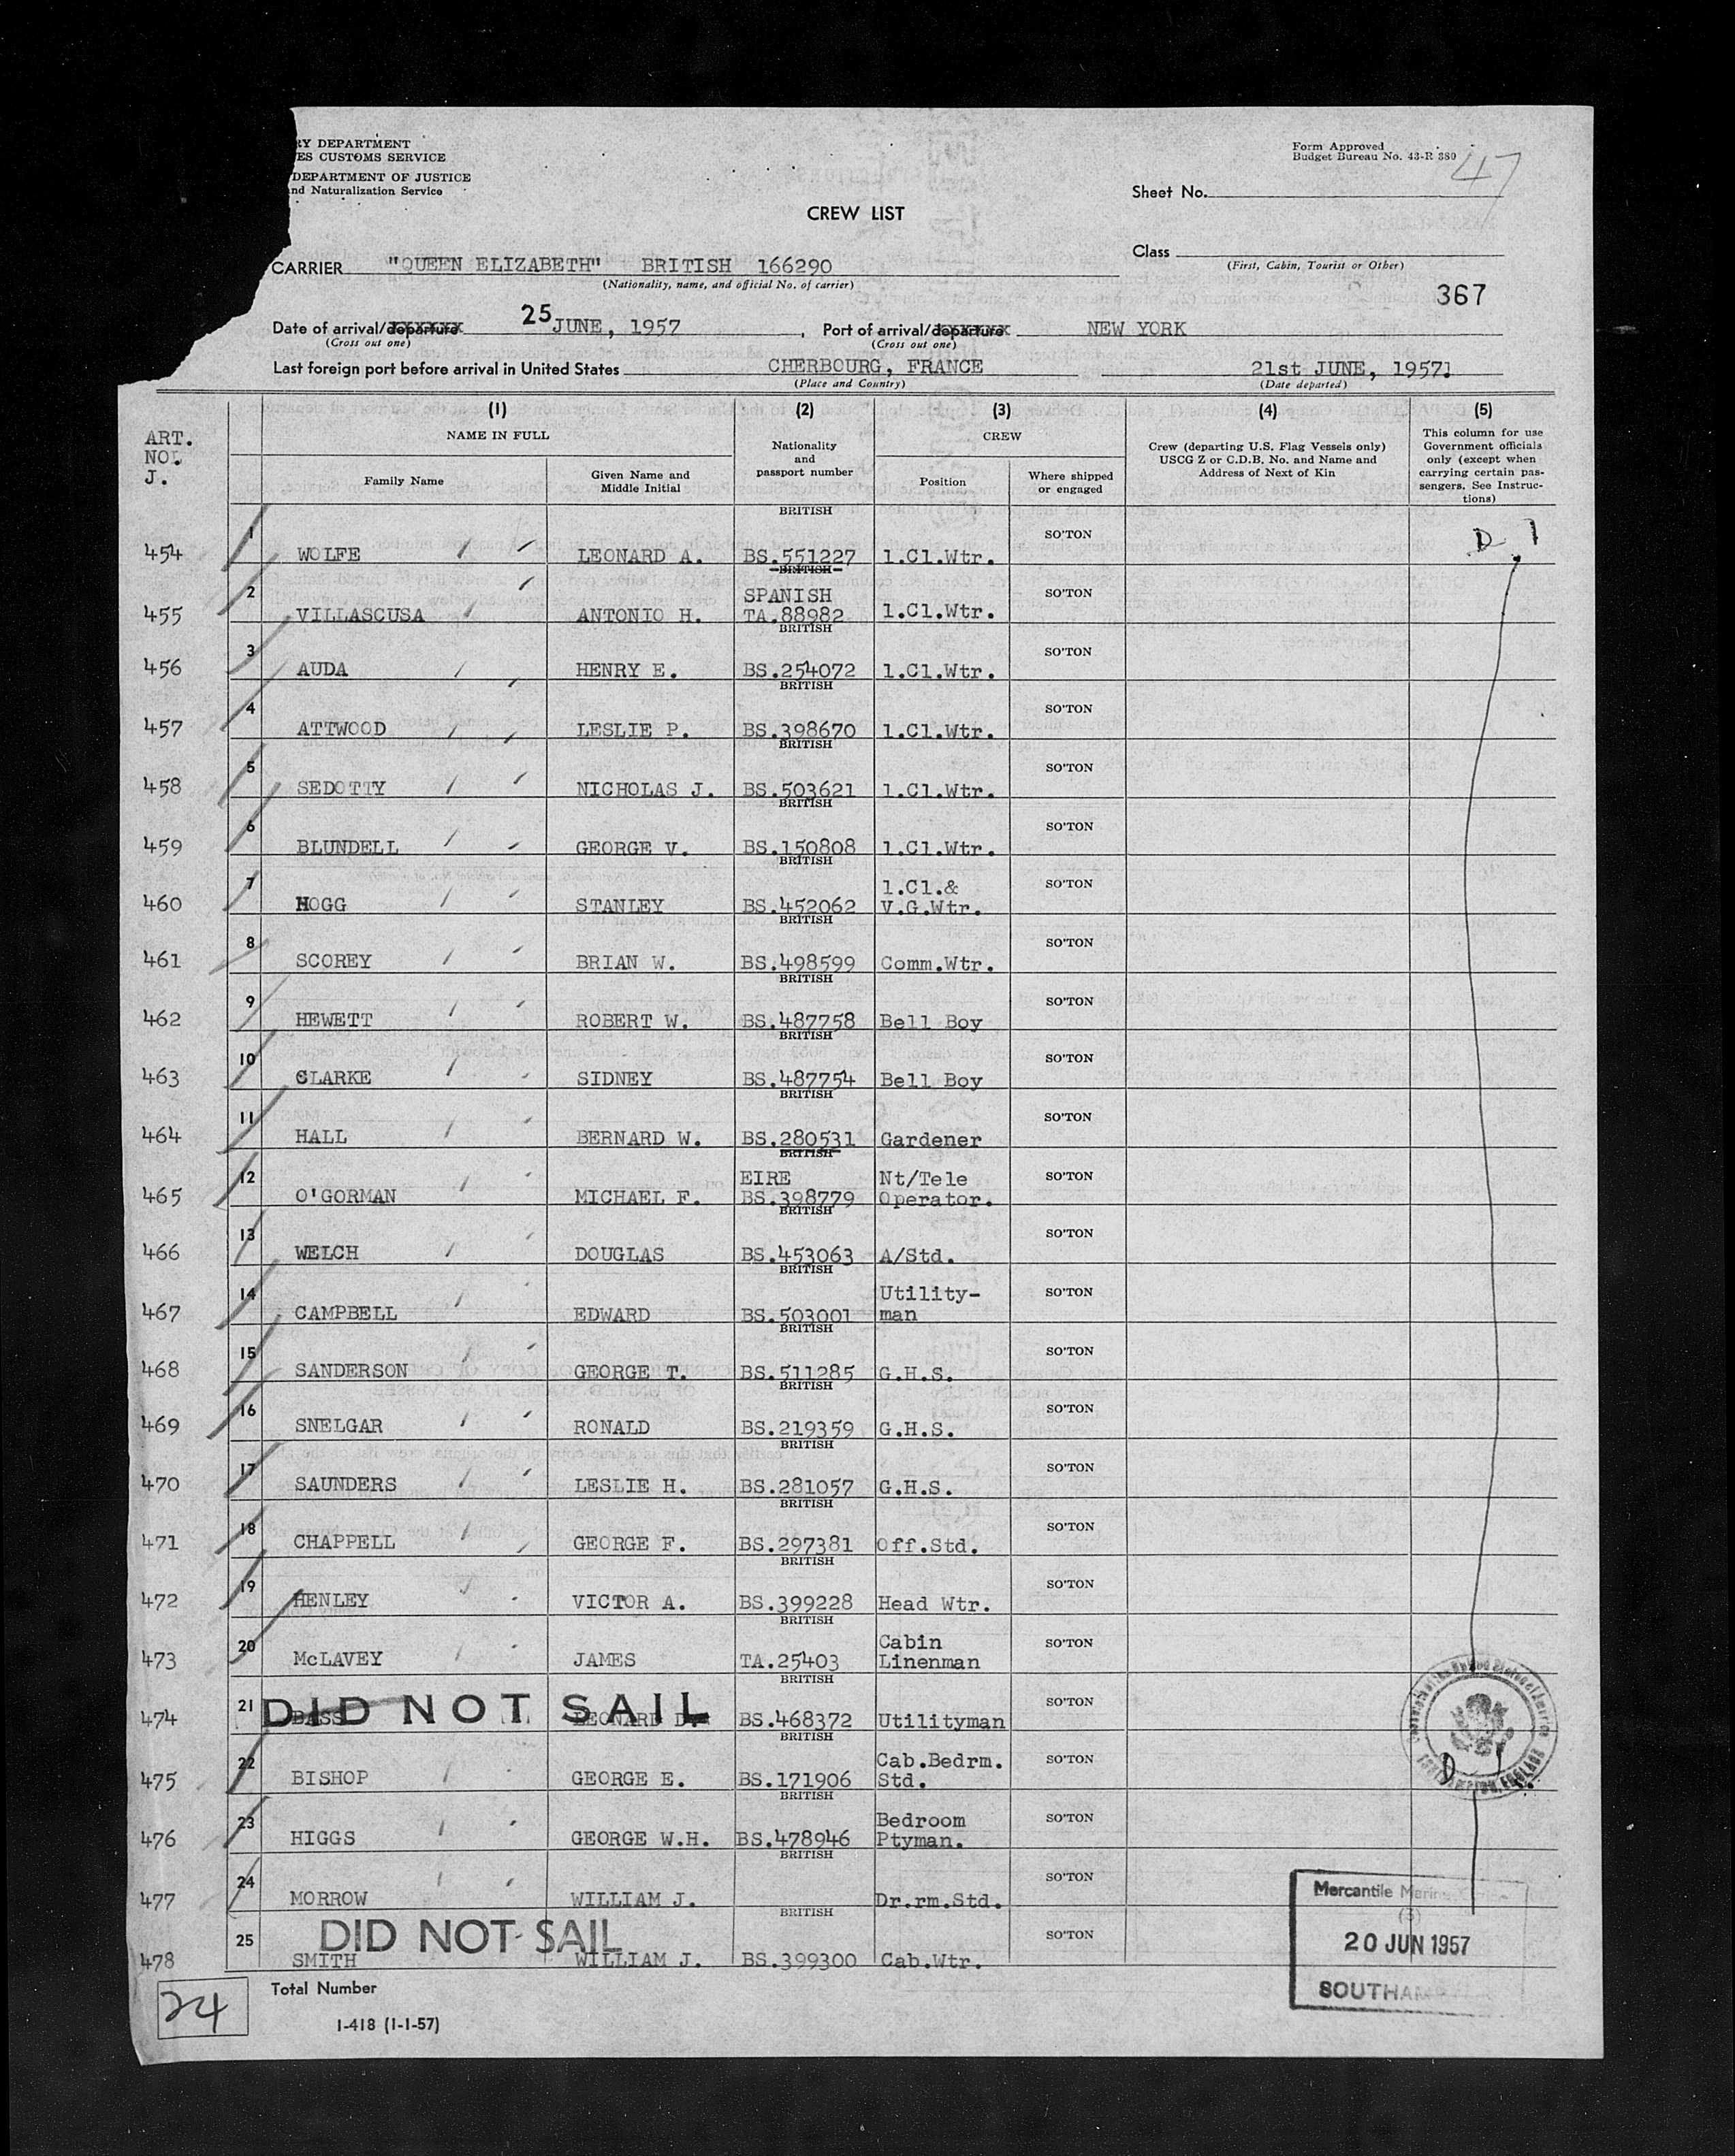 RY DEPARTMENT
ES CUSTOMS SERVICE
DEPARTMENT OF JUSTICE
nd Naturalization Service
Form Approved
Budget Bureau No. 43-R 380
47
Sheet No.
CREW LIST
CARRIER "QUEEN ELIZABETH" BRITISH 166290
(Nationality, name, and official No. of carrier)
Class
(First, Cabin, Tourist or Other)
367
Date of arrival/departure 25 JUNE, 1957, Port of arrival/departure NEW YORK
(Cross out one) (Cross out one)
Last foreign port before arrival in United States CHERBOURG, FRANCE 21st JUNE, 1957.
(Place and Country) (Date departed)
ART.
NO.
J.
(1) (2) (3) (4) (5)
NAME IN FULL
Family Name
Given Name and
Middle Initial
Nationality
and
passport number
CREW
Position
Where shipped
or engaged
Crew (departing U.S. Flag Vessels only)
USCG Z or C.D.B. No. and Name and
Address of Next of Kin
This column for use
Government officials
only (except when
carrying certain pas-
sengers. See Instruc-
tions)
BRITISH
454 1 WOLFE LEONARD A. BS.551227 1.Cl.Wtr. SO'TON D 1
BRITISH
SPANISH
455 2 VILLASCUSA ANTONIO H. TA.88982 1.Cl.Wtr. SO'TON
BRITISH
456 3 AUDA HENRY E. BS.254072 1.Cl.Wtr. SO'TON
BRITISH
457 4 ATTWOOD LESLIE P. BS.398670 1.Cl.Wtr. SO'TON
BRITISH
458 5 SEDOTTY NICHOLAS J. BS.503621 1.Cl.Wtr. SO'TON
BRITISH
459 6 BLUNDELL GEORGE V. BS.150808 1.Cl.Wtr. SO'TON
BRITISH
1.Cl.&
460 7 HOGG STANLEY BS.452062 V.G.Wtr. SO'TON
BRITISH
461 8 SCOREY BRIAN W. BS.498599 Comm.Wtr. SO'TON
BRITISH
462 9 HEWETT ROBERT W. BS.487758 Bell Boy SO'TON
BRITISH
463 10 CLARKE SIDNEY BS.487754 Bell Boy SO'TON
BRITISH
464 11 HALL BERNARD W. BS.280531 Gardener SO'TON
BRITISH
EIRE Nt/Tele
465 12 O'GORMAN MICHAEL F. BS.398779 Operator. SO'TON
BRITISH
466 13 WELCH DOUGLAS BS.453063 A/Std. SO'TON
BRITISH
Utility-
467 14 CAMPBELL EDWARD BS.503001 man SO'TON
BRITISH
468 15 SANDERSON GEORGE T. BS.511285 G.H.S. SO'TON
BRITISH
469 16 SNELGAR RONALD BS.219359 G.H.S. SO'TON
BRITISH
470 17 SAUNDERS LESLIE H. BS.281057 G.H.S. SO'TON
BRITISH
471 18 CHAPPELL GEORGE F. BS.297381 Off.Std. SO'TON
BRITISH
472 19 HENLEY VICTOR A. BS.399228 Head Wtr. SO'TON
BRITISH
Cabin
473 20 McLAVEY JAMES TA.25403 Linenman SO'TON
BRITISH
DID NOT SAIL
474 21 BASS LEONARD D. BS.468372 Utilityman SO'TON
BRITISH
Cab.Bedrm.
475 22 BISHOP GEORGE E. BS.171906 Std. SO'TON
BRITISH
Bedroom
476 23 HIGGS GEORGE W.H. BS.478946 Ptyman. SO'TON
BRITISH
477 24 MORROW WILLIAM J. Dr.rm.Std. SO'TON
BRITISH
DID NOT SAIL
478 25 SMITH WILLIAM J. BS.399300 Cab.Wtr. SO'TON
D 1
SOUTHAMPTON, ENGLAND
Mercantile Marine
(3)
20 JUN 1957
SOUTHAMP
24
Total Number
I-418 (1-1-57)